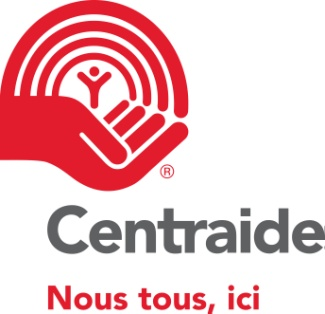 ®
Centraide
Nous tous, ici